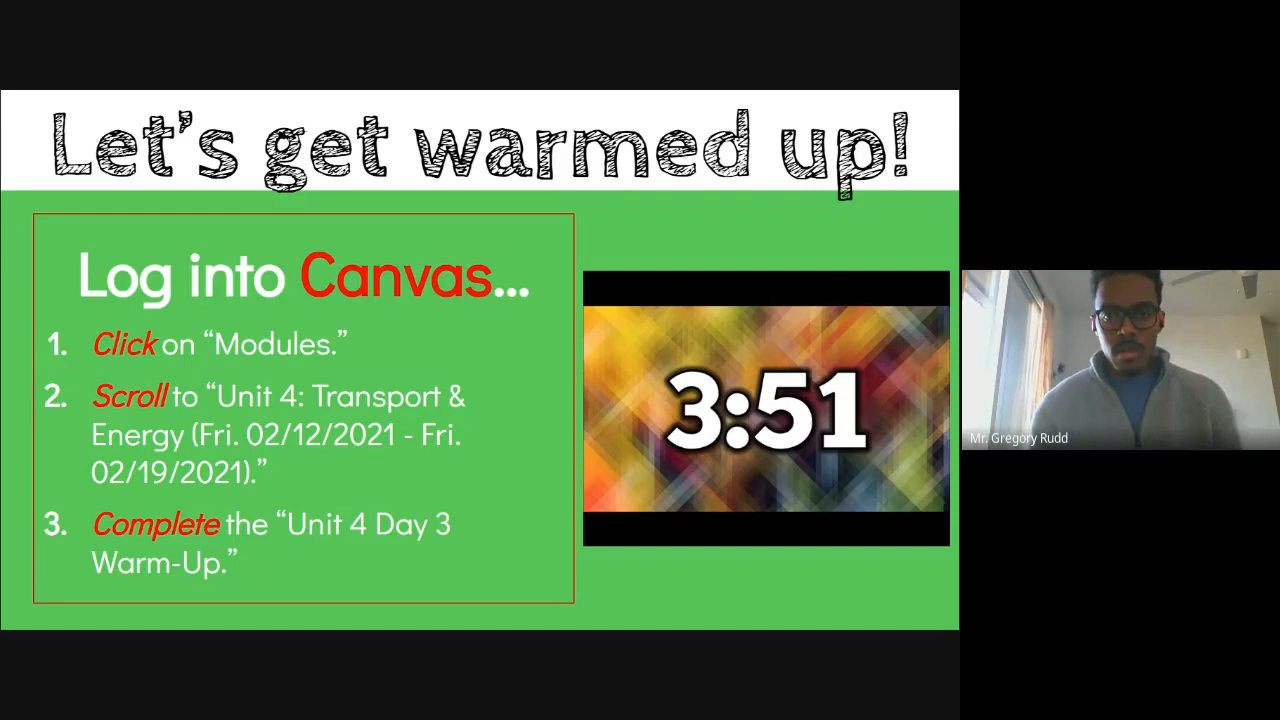 Let's get warmed up!
Log into Canvas...
1. Click on “Modules.”
2. Scroll to “Unit 4: Transport &
Energy (Fri. 02/12/2021 - Fri.
02/19/2021).”
3. Complete the “Unit 4 Day 3
Warm-Up.”
3:51
Mr. Gregory Rudd